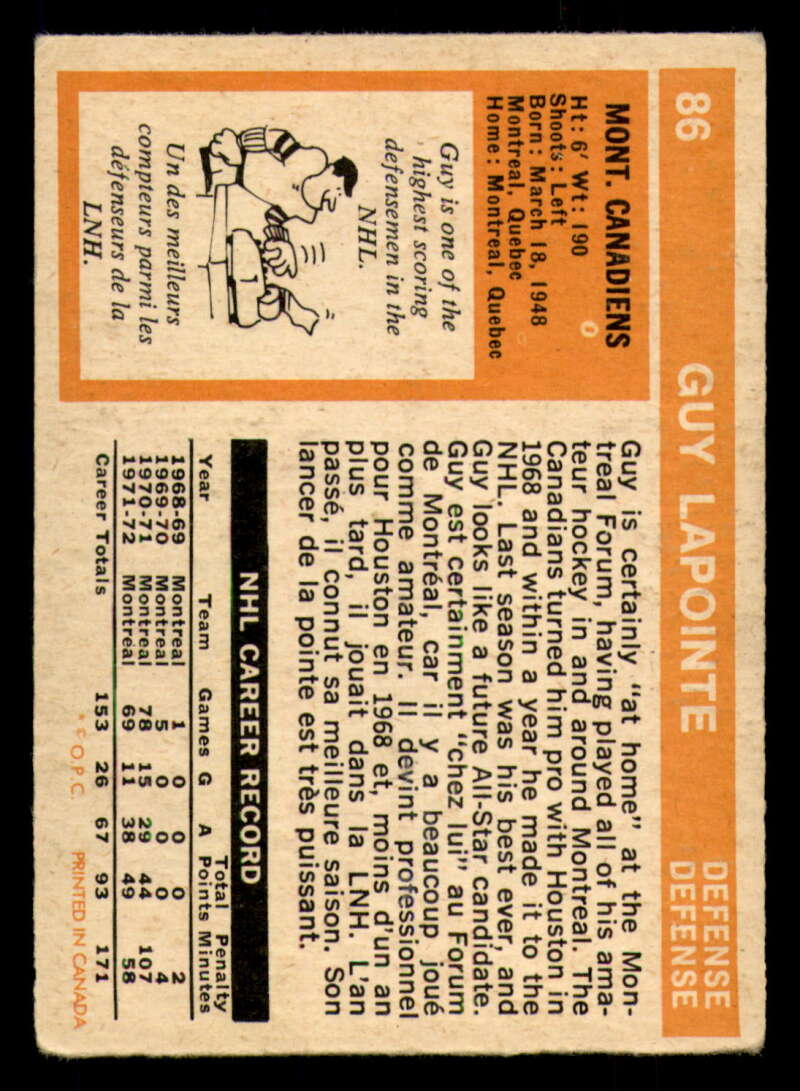 86 GUY LAPOINTE DEFENSE
DEFENSE
MONT. CANADIENS
Ht: 6' Wt: 190
Shoots: Left
Born: March 18, 1948
Montreal, Quebec
Home: Montreal, Quebec
Guy is one of the
highest scoring
defensemen in the
NHL.
Un des meilleurs
compteurs parmi les
défenseurs de la
LNH.
Guy is certainly "at home" at the Mon-
treal Forum, having played all of his ama-
teur hockey in and around Montreal. The
Canadians turned him pro with Houston in
1968 and within a year he made it to the
NHL. Last season was his best ever, and
Guy looks like a future All-Star candidate.
Guy est certainment "chez lui" au Forum
de Montréal, car il y a beaucoup joué
comme amateur. Il devint professionnel
pour Houston en 1968 et, moins d'un an
plus tard, il jouait dans la LNH. L'an
passé, il connut sa meilleure saison. Son
lancer de la pointe est très puissant.
NHL CAREER RECORD
Total Penalty
Year Team Games G A Points Minutes
1968-69 Montreal 1 0 0 0 2
1969-70 Montreal 5 0 0 0 4
1970-71 Montreal 78 15 29 44 107
1971-72 Montreal 69 11 38 49 58
Career Totals 153 26 67 93 171
* © O.P.C. PRINTED IN CANADA